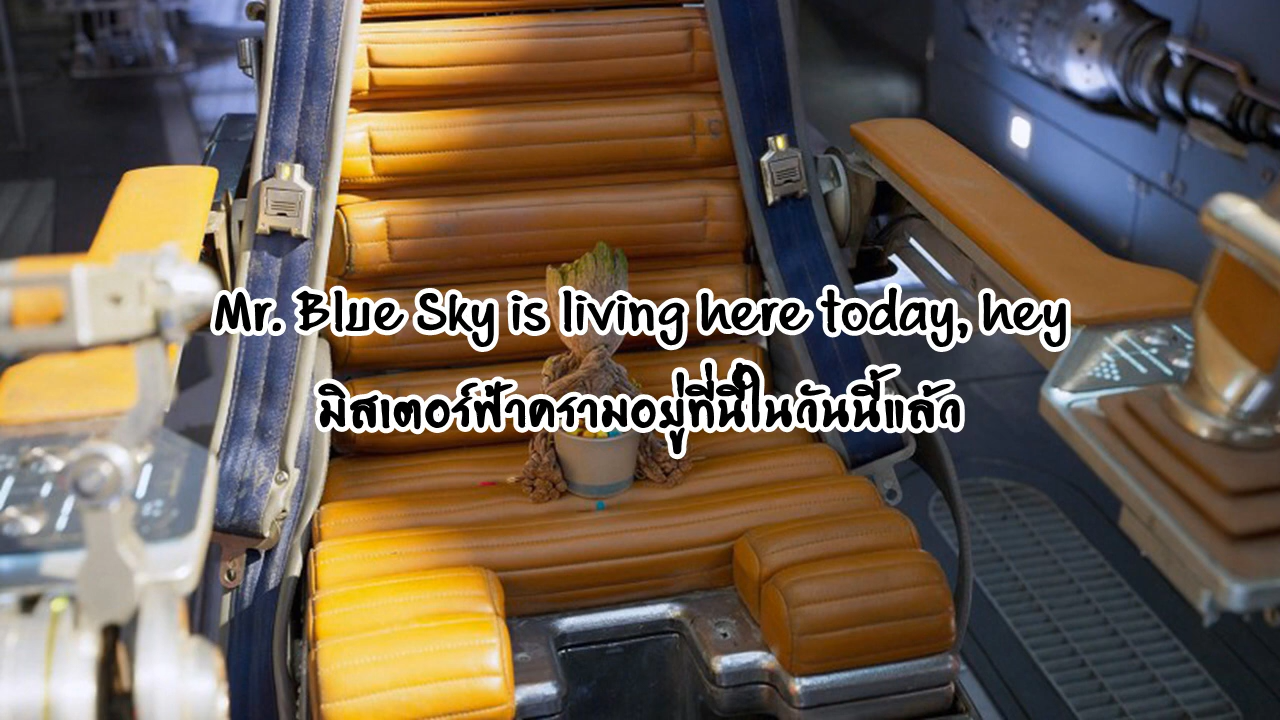 Mr. Blue Sky is living here today, hey
มิสเตอร์ฟ้าครามอยู่ที่นี่ในวันนี้แล้ว